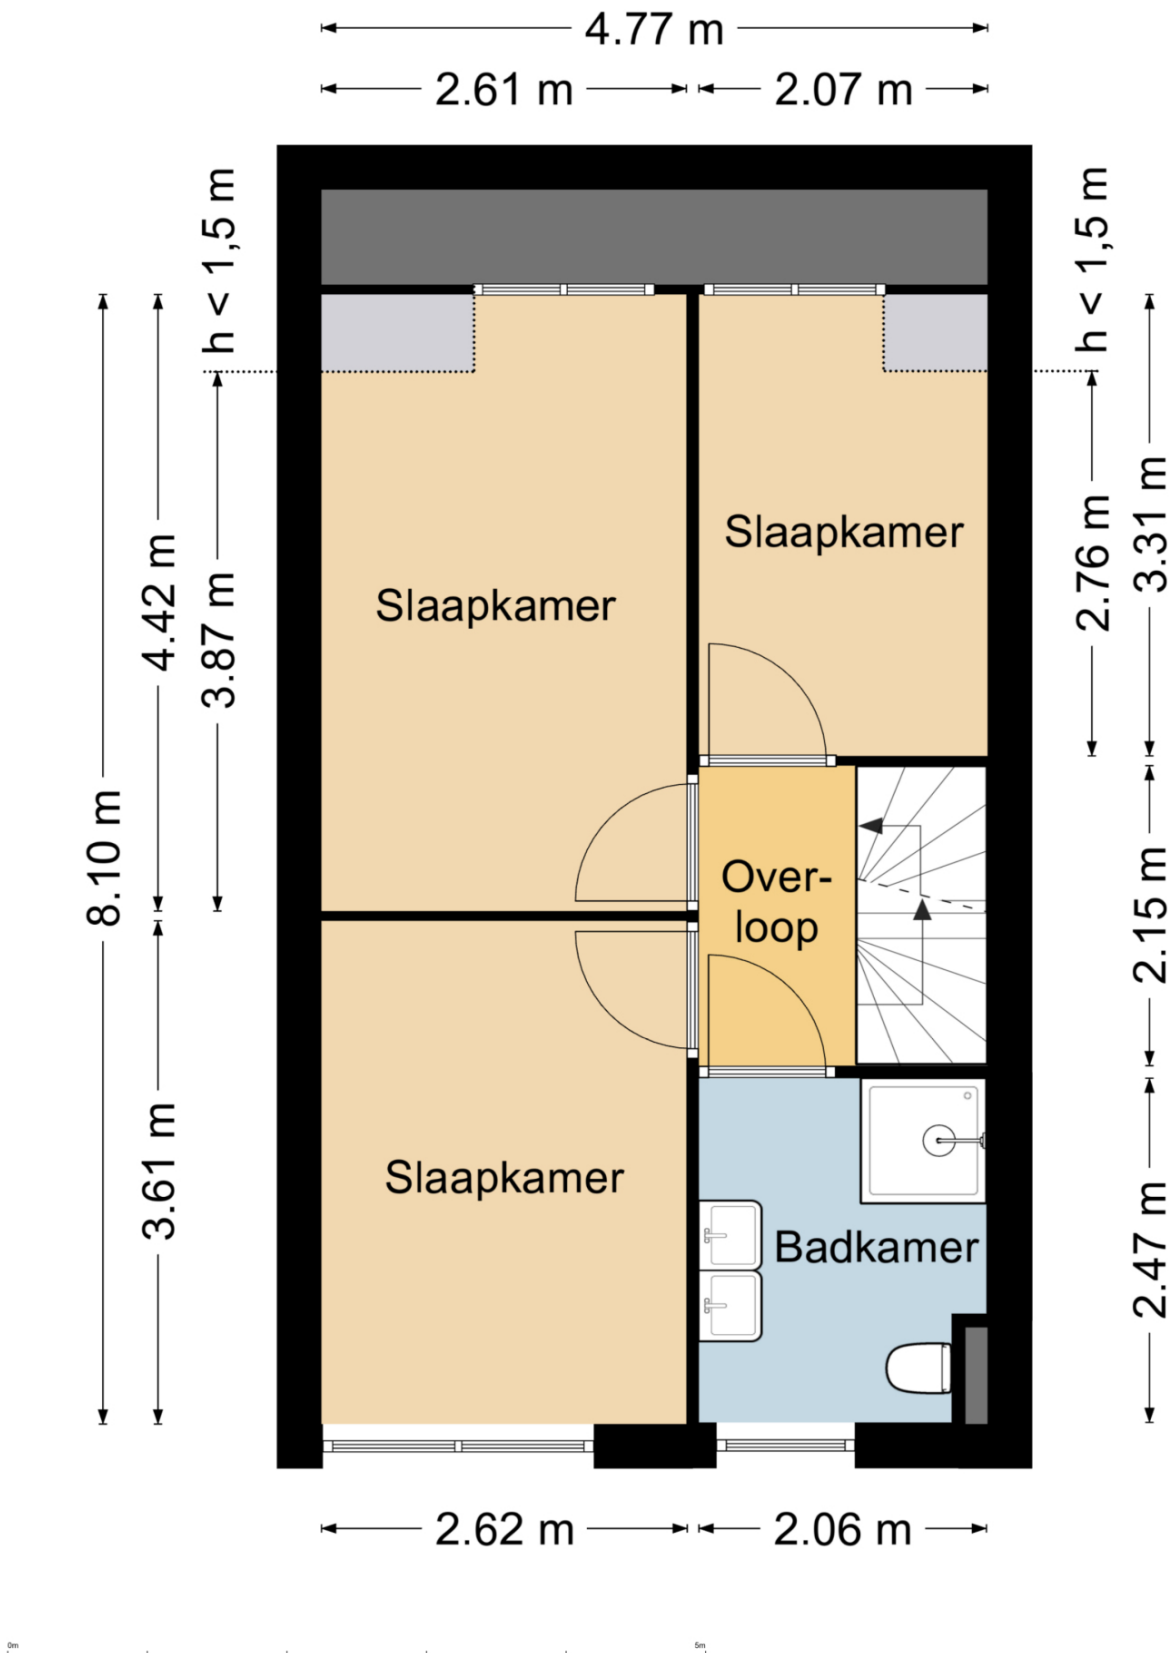 4.77 m
2.61 m
2.07 m
h < 1,5 m
h < 1,5 m
8.10 m
4.42 m
3.87 m
Slaapkamer
Slaapkamer
2.76 m
3.31 m
Over-
loop
2.15 m
3.61 m
Slaapkamer
Badkamer
2.47 m
2.62 m
2.06 m
0m
5m